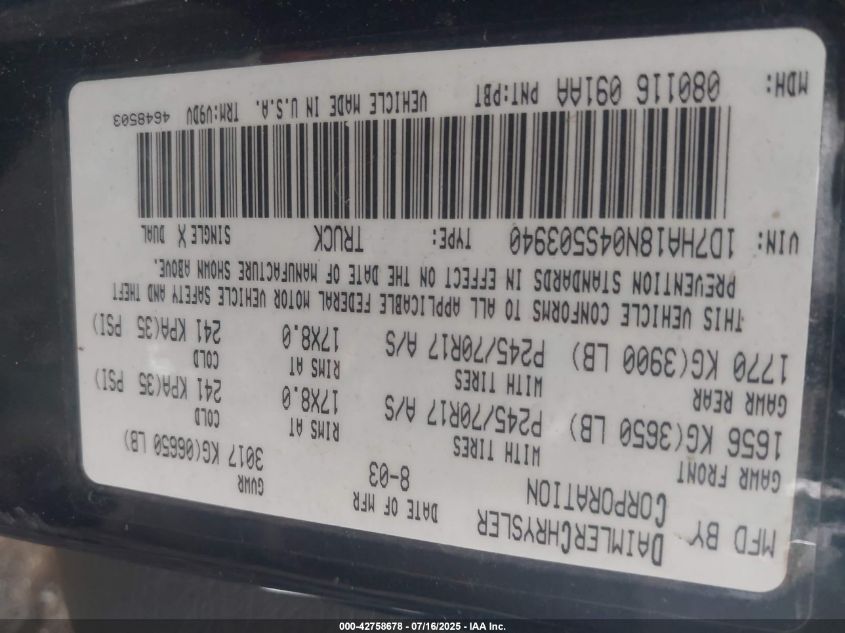 MFD BY DAIMLERCHRYSLER CORPORATION
DATE OF MFR 8-03
GVWR 3017 KG(06650 LB)
GAWR FRONT WITH TIRES RIMS AT COLD
1656 KG(3650 LB) P245/70R17 A/S 17X8.0 241 KPA(35 PSI)
GAWR REAR WITH TIRES RIMS AT COLD
1770 KG(3900 LB) P245/70R17 A/S 17X8.0 241 KPA(35 PSI)
THIS VEHICLE CONFORMS TO ALL APPLICABLE FEDERAL MOTOR VEHICLE SAFETY AND THEFT
PREVENTION STANDARDS IN EFFECT ON THE DATE OF MANUFACTURE SHOWN ABOVE.
VIN: 1D7HA18N04S503940 TYPE: TRUCK SINGLE X DUAL
MDH: 080116 091AA PNT:PBT VEHICLE MADE IN U.S.A. TRM:V9DV 4648503
000-42758678 - 07/16/2025 - IAA Inc.